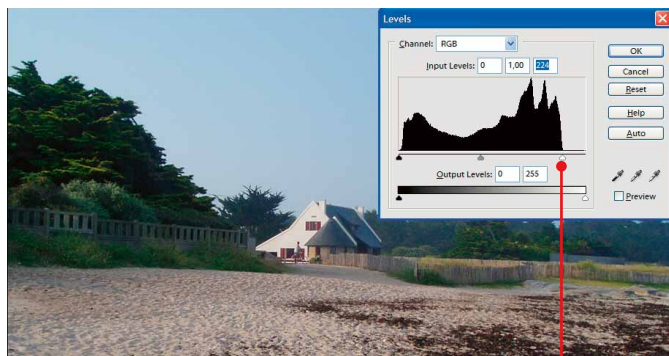 Levels
Channel: RGB
OK
Input Levels: 0 1,00 224
Cancel
Reset
Help
Auto
Output Levels: 0 255
Preview